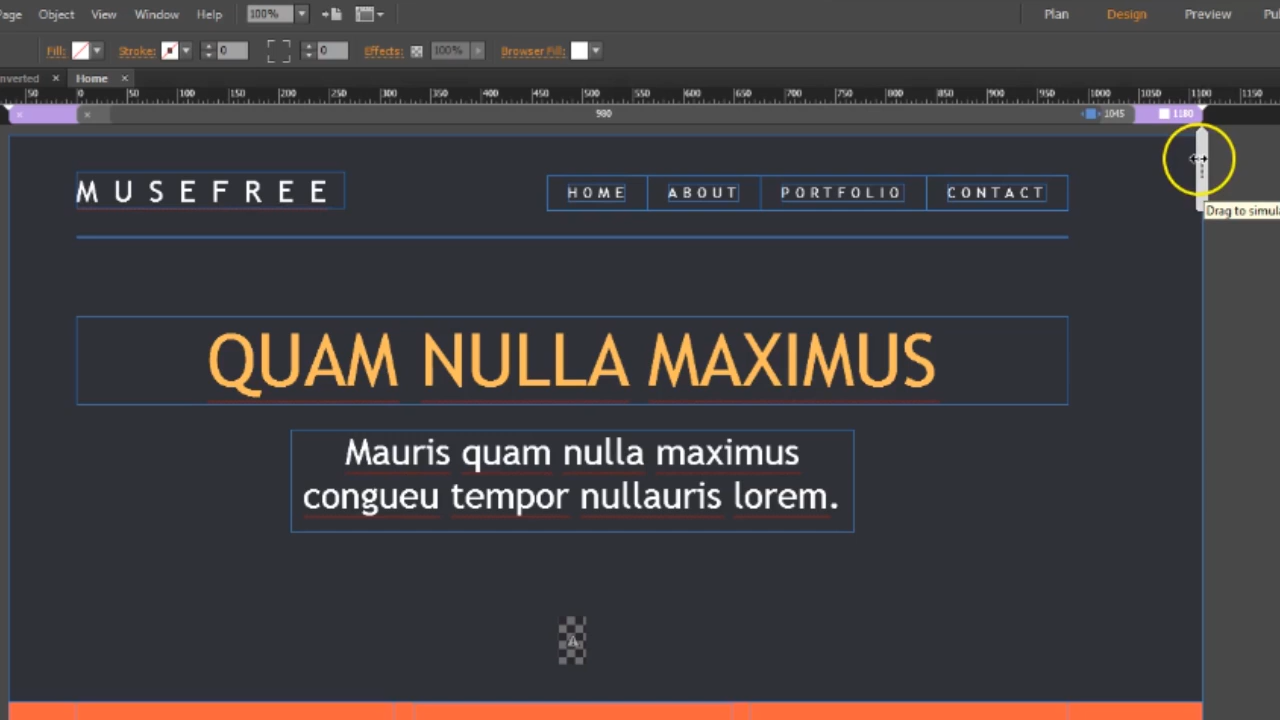 Page Object View Window Help 100% Plan Design Preview
Fill: Stroke: 0 0 Effects: 100% Browser Fill:
nverted × Home ×
50 0 50 100 150 200 250 300 350 400 450 500 550 600 650 700 750 800 850 900 950 1000 1050 1100 1150
980 1045 1180
MUSEFREE HOME ABOUT PORTFOLIO CONTACT
Drag to simula
QUAM NULLA MAXIMUS
Mauris quam nulla maximus
congueu tempor nullauris lorem.
A